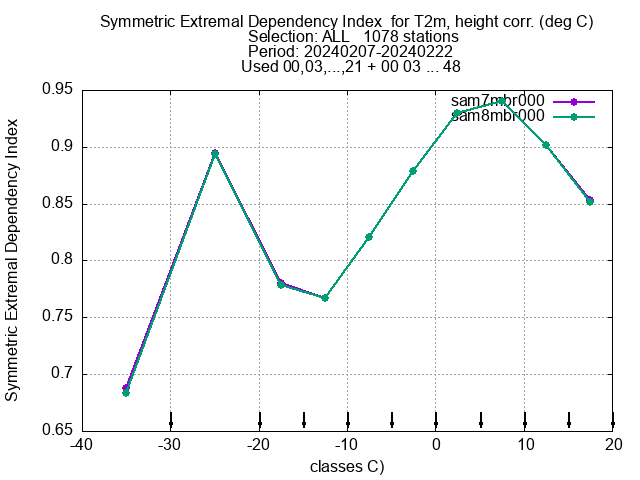 Symmetric Extremal Dependency Index  for T2m, height corr. (deg C)
Selection: ALL   1078 stations
Period: 20240207-20240222
Used 00,03,...,21 + 00 03 ... 48
sam7mbr000
sam8mbr000
Symmetric Extremal Dependency Index
0.95
0.9
0.85
0.8
0.75
0.7
0.65
-40 -30 -20 -10 0 10 20
classes C)